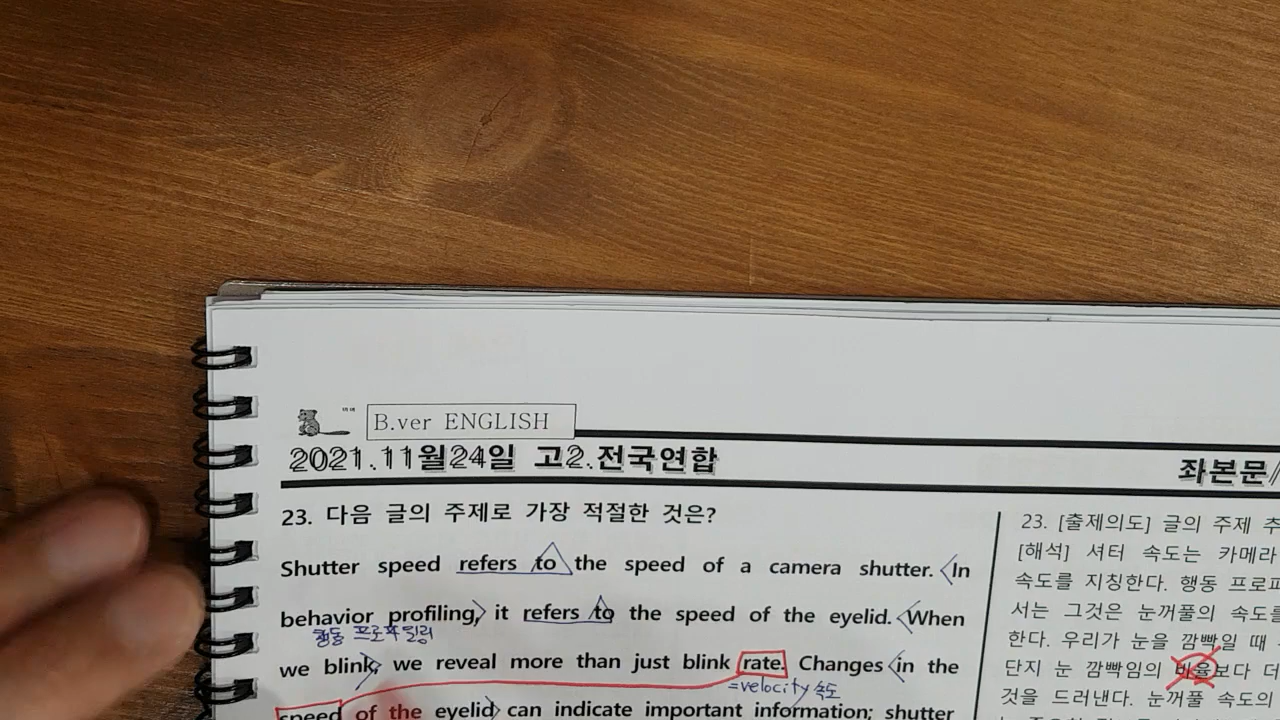 B.ver ENGLISH
2021.11월24일 고2.전국연합
좌본문/
23. 다음 글의 주제로 가장 적절한 것은?
Shutter speed refers to the speed of a camera shutter. In
behavior profiling, it refers to the speed of the eyelid. When
행동 프로파일링
we blink, we reveal more than just blink rate. Changes in the
=velocity 속도
speed of the eyelid can indicate important information; shutter
23. [출제의도] 글의 주제 추
[해석] 셔터 속도는 카메라
속도를 지칭한다. 행동 프로파
서는 그것은 눈꺼풀의 속도를
한다. 우리가 눈을 깜빡일 때
단지 눈 깜빡임의 비율보다 더
것을 드러낸다. 눈꺼풀 속도의